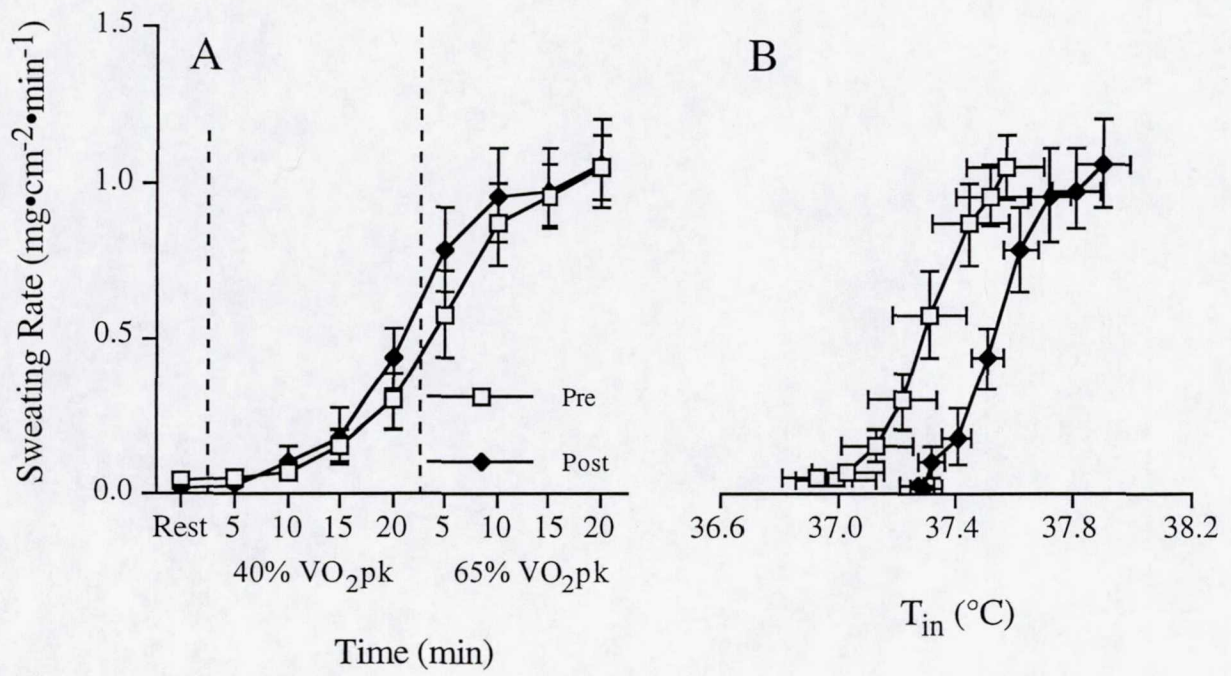 Sweating Rate (mg•cm⁻²•min⁻¹)
1.5
1.0
0.5
0.0
A
Pre
Post
Rest 5 10 15 20 5 10 15 20
40% VO₂pk 65% VO₂pk
Time (min)
B
36.6 37.0 37.4 37.8 38.2
Tᵢₙ (°C)